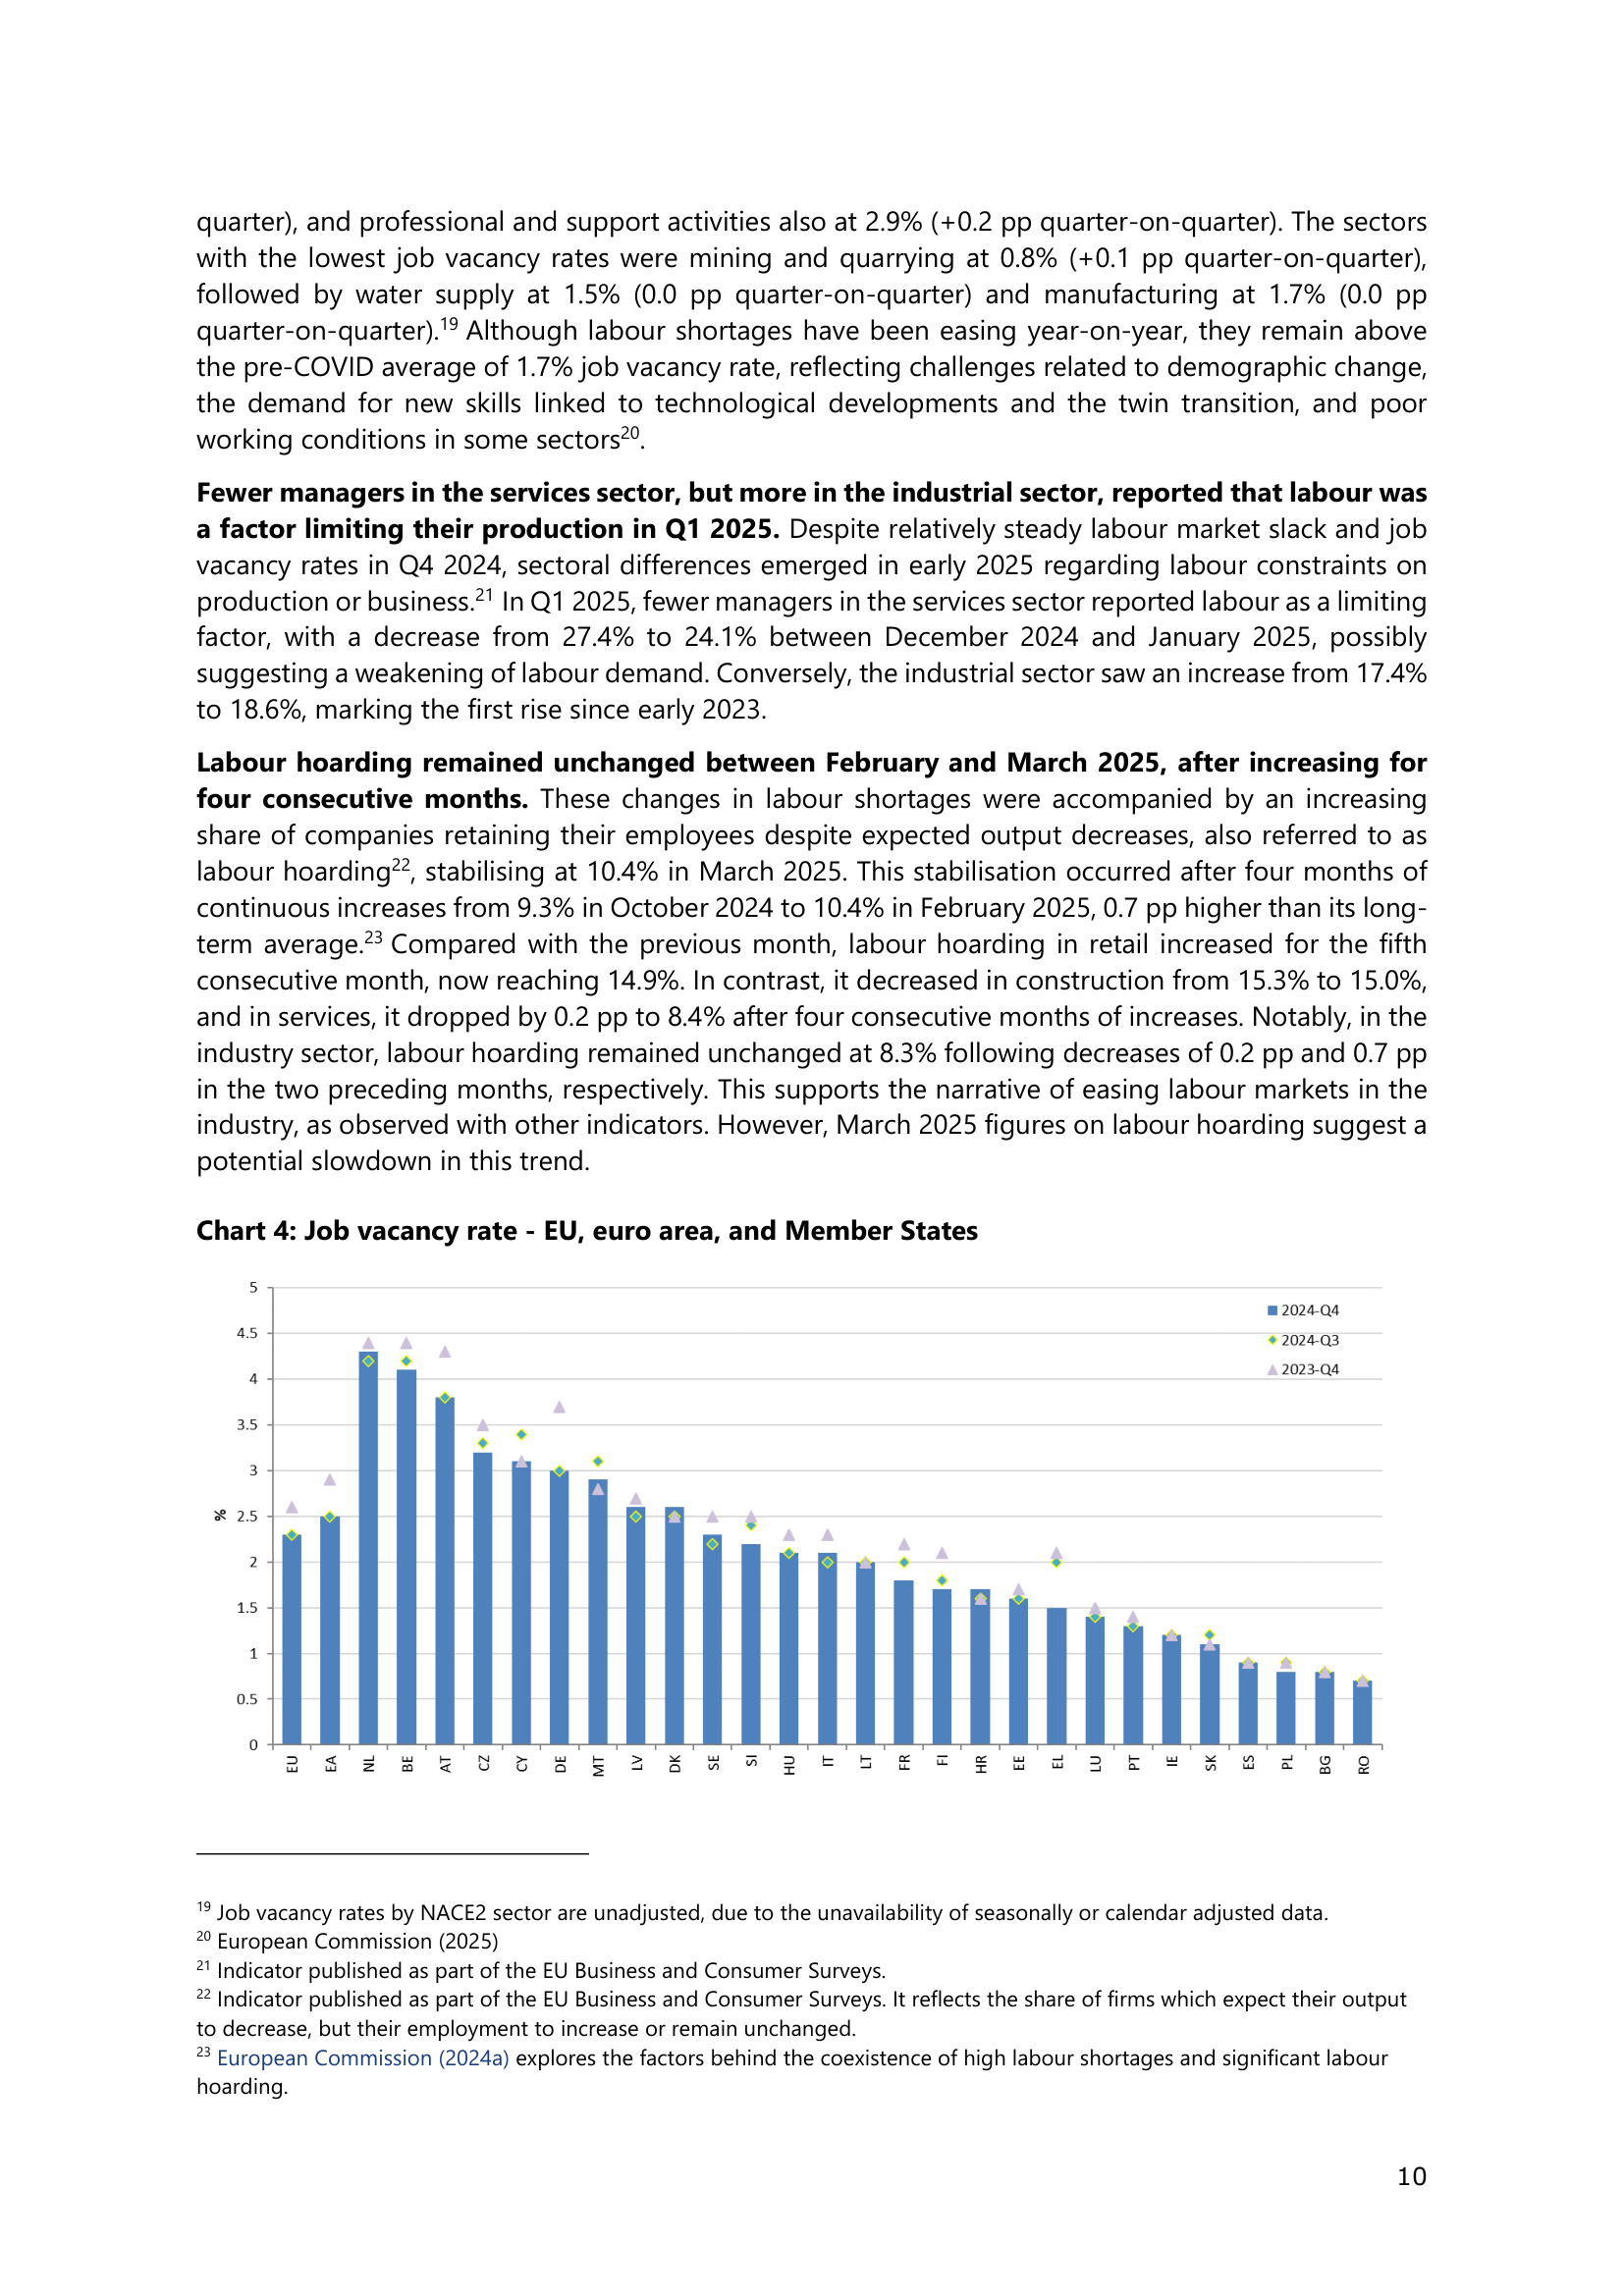 quarter), and professional and support activities also at 2.9% (+0.2 pp quarter-on-quarter). The sectors
with the lowest job vacancy rates were mining and quarrying at 0.8% (+0.1 pp quarter-on-quarter),
followed by water supply at 1.5% (0.0 pp quarter-on-quarter) and manufacturing at 1.7% (0.0 pp
quarter-on-quarter).19 Although labour shortages have been easing year-on-year, they remain above
the pre-COVID average of 1.7% job vacancy rate, reflecting challenges related to demographic change,
the demand for new skills linked to technological developments and the twin transition, and poor
working conditions in some sectors20.
Fewer managers in the services sector, but more in the industrial sector, reported that labour was
a factor limiting their production in Q1 2025. Despite relatively steady labour market slack and job
vacancy rates in Q4 2024, sectoral differences emerged in early 2025 regarding labour constraints on
production or business.21 In Q1 2025, fewer managers in the services sector reported labour as a limiting
factor, with a decrease from 27.4% to 24.1% between December 2024 and January 2025, possibly
suggesting a weakening of labour demand. Conversely, the industrial sector saw an increase from 17.4%
to 18.6%, marking the first rise since early 2023.
Labour hoarding remained unchanged between February and March 2025, after increasing for
four consecutive months. These changes in labour shortages were accompanied by an increasing
share of companies retaining their employees despite expected output decreases, also referred to as
labour hoarding22, stabilising at 10.4% in March 2025. This stabilisation occurred after four months of
continuous increases from 9.3% in October 2024 to 10.4% in February 2025, 0.7 pp higher than its long-
term average.23 Compared with the previous month, labour hoarding in retail increased for the fifth
consecutive month, now reaching 14.9%. In contrast, it decreased in construction from 15.3% to 15.0%,
and in services, it dropped by 0.2 pp to 8.4% after four consecutive months of increases. Notably, in the
industry sector, labour hoarding remained unchanged at 8.3% following decreases of 0.2 pp and 0.7 pp
in the two preceding months, respectively. This supports the narrative of easing labour markets in the
industry, as observed with other indicators. However, March 2025 figures on labour hoarding suggest a
potential slowdown in this trend.
Chart 4: Job vacancy rate - EU, euro area, and Member States
5
4.5
4
3.5
3
2.5
2
1.5
1
0.5
0
%
2024-Q4
2024-Q3
2023-Q4
EU
EA
NL
BE
AT
CZ
CY
DE
MT
LV
DK
SE
SI
HU
IT
LT
FR
FI
HR
EE
EL
LU
PT
IE
SK
ES
PL
BG
RO
19 Job vacancy rates by NACE2 sector are unadjusted, due to the unavailability of seasonally or calendar adjusted data.
20 European Commission (2025)
21 Indicator published as part of the EU Business and Consumer Surveys.
22 Indicator published as part of the EU Business and Consumer Surveys. It reflects the share of firms which expect their output
to decrease, but their employment to increase or remain unchanged.
23 European Commission (2024a) explores the factors behind the coexistence of high labour shortages and significant labour
hoarding.
10